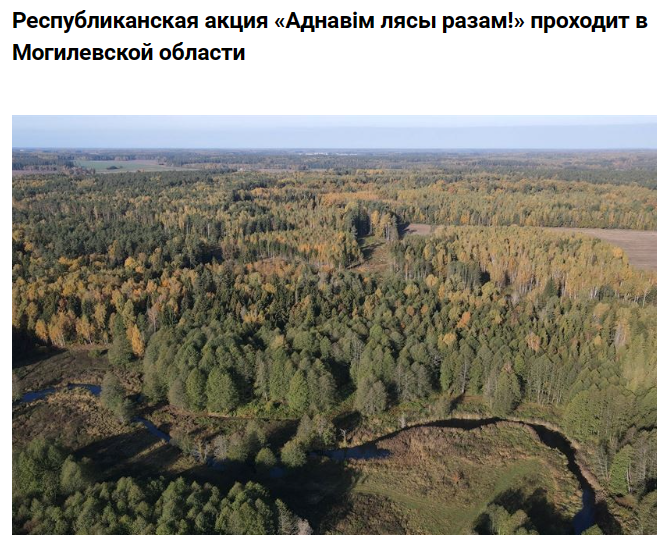 Республиканская акция «Аднавім лясы разам!» проходит в
Могилевской области